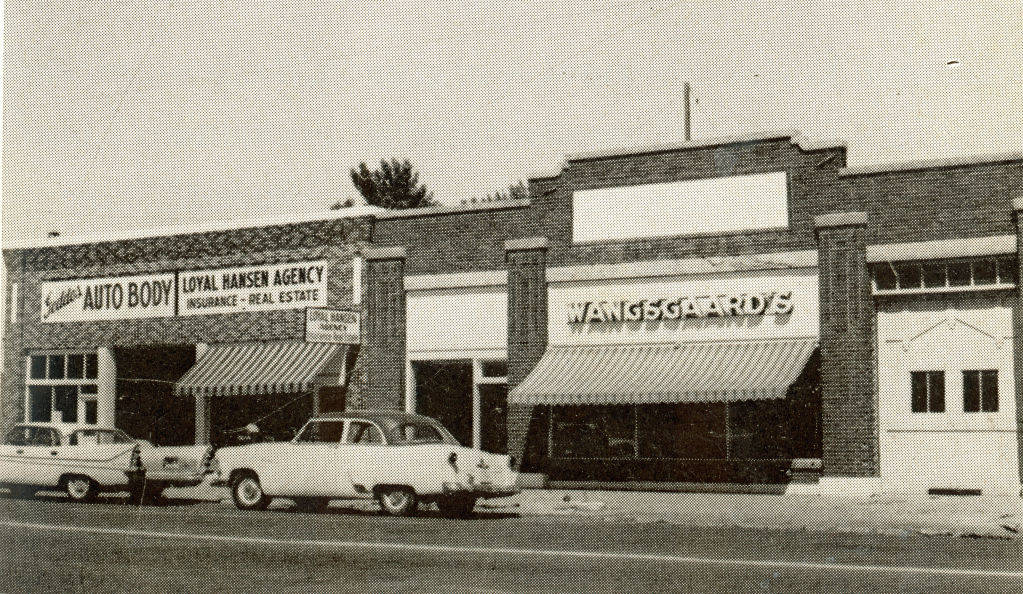 AUTO BODY
LOYAL HANSEN AGENCY
INSURANCE - REAL ESTATE
LOYAL HANSEN
AGENCY
WANGSGAARD'S